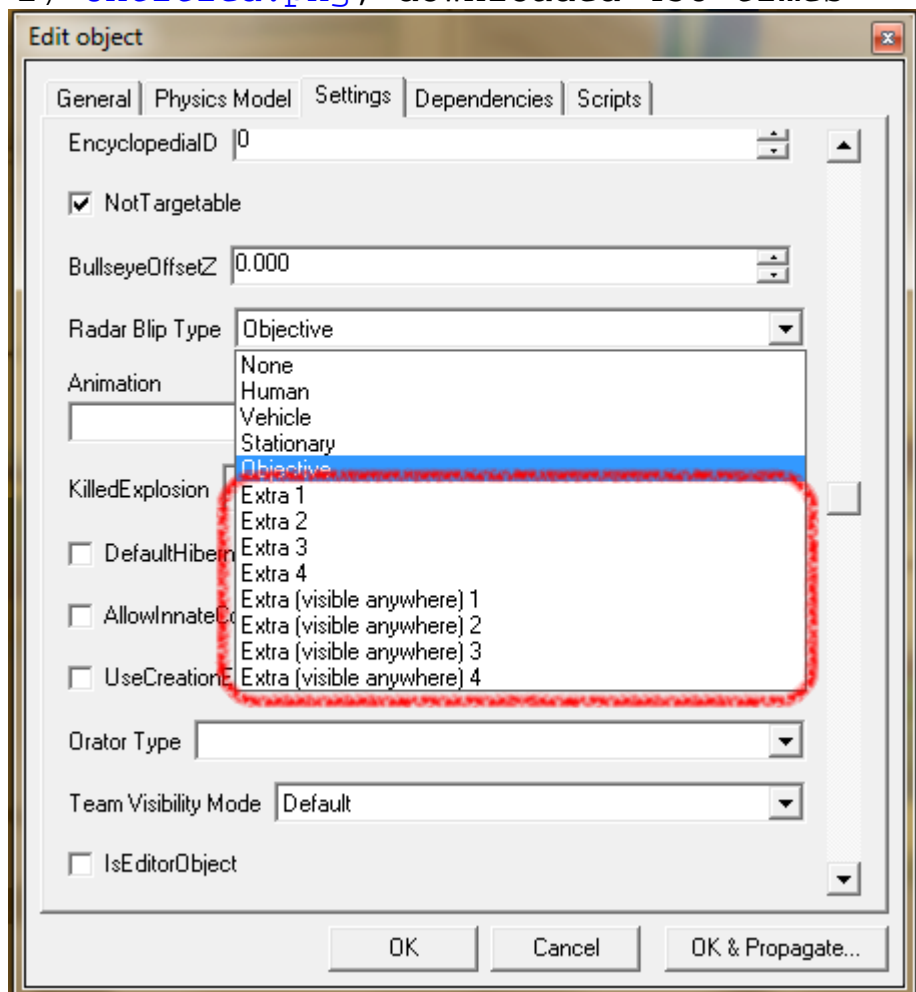 Edit object
General Physics Model Settings Dependencies Scripts
EncyclopediaID 0
NotTargetable
BullseyeOffsetZ 0.000
Radar Blip Type Objective
None
Animation
Human
Vehicle
Stationary
Objective
KilledExplosion
Extra 1
Extra 2
Extra 3
Extra 4
Extra (visible anywhere) 1
Extra (visible anywhere) 2
Extra (visible anywhere) 3
Extra (visible anywhere) 4
Orator Type
Team Visibility Mode Default
IsEditorObject
OK Cancel OK & Propagate...